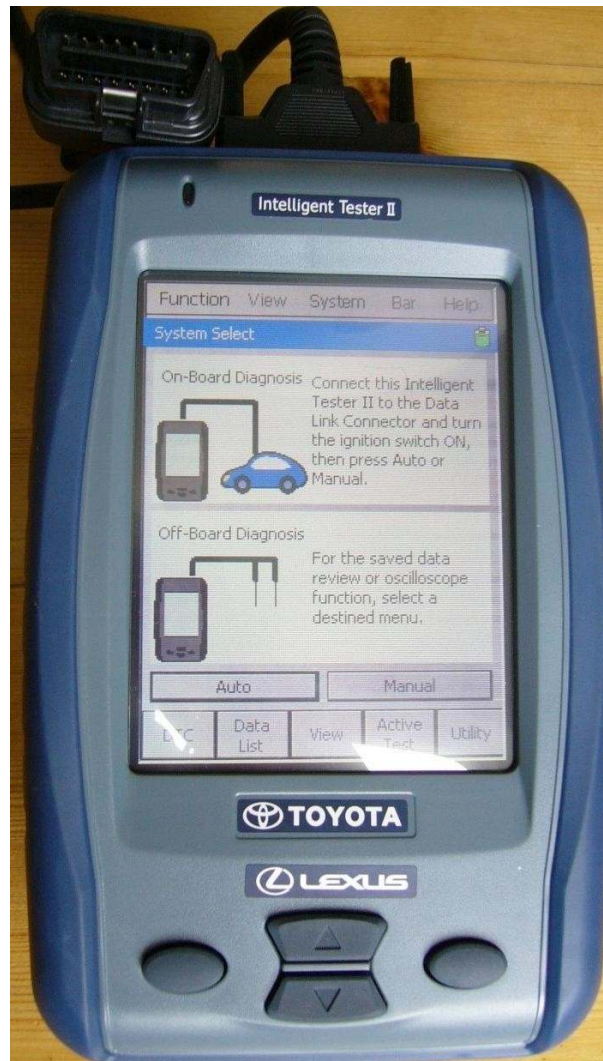 Intelligent Tester II
Function View System Bar Help
System Select
On-Board Diagnosis
Connect this Intelligent
Tester II to the Data
Link Connector and turn
the ignition switch ON,
then press Auto or
Manual.
Off-Board Diagnosis
For the saved data
review or oscilloscope
function, select a
destined menu.
Auto Manual
DTC Data List View Active Test Utility
TOYOTA
LEXUS